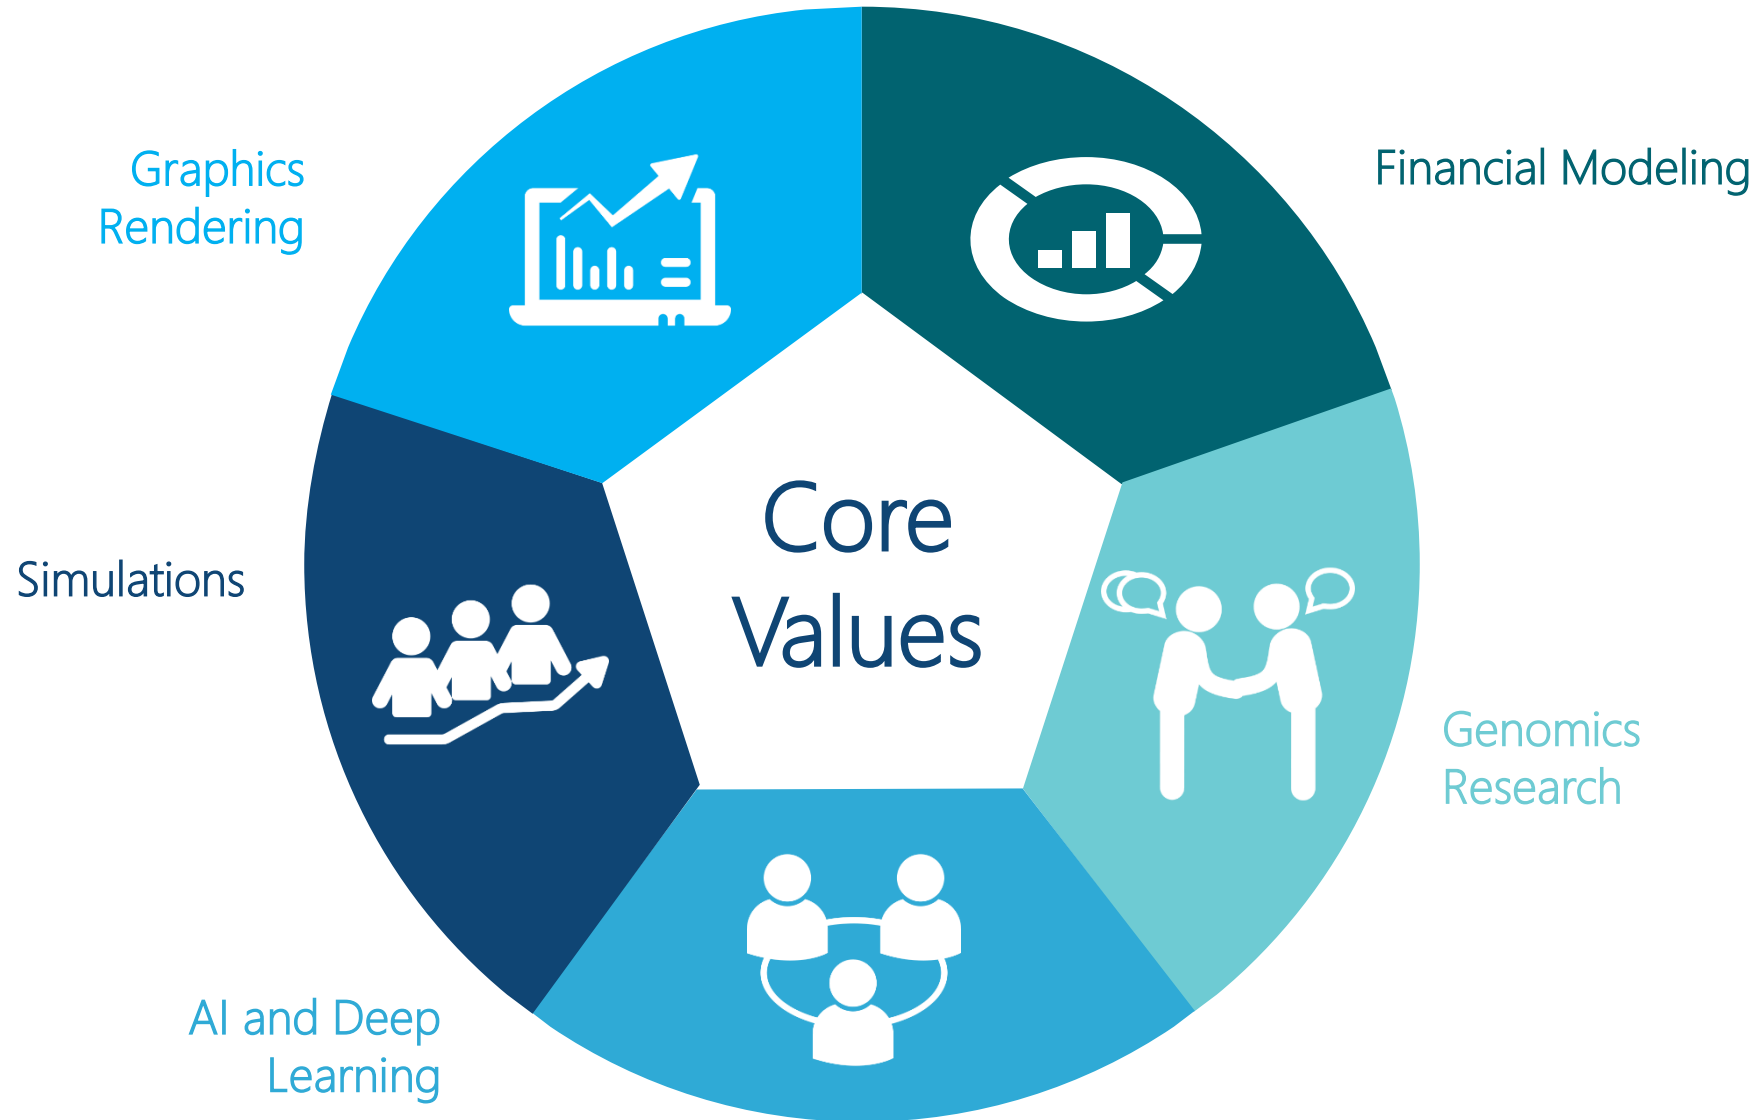 Graphics
Rendering
Financial Modeling
Core
Values
Simulations
Genomics
Research
AI and Deep
Learning